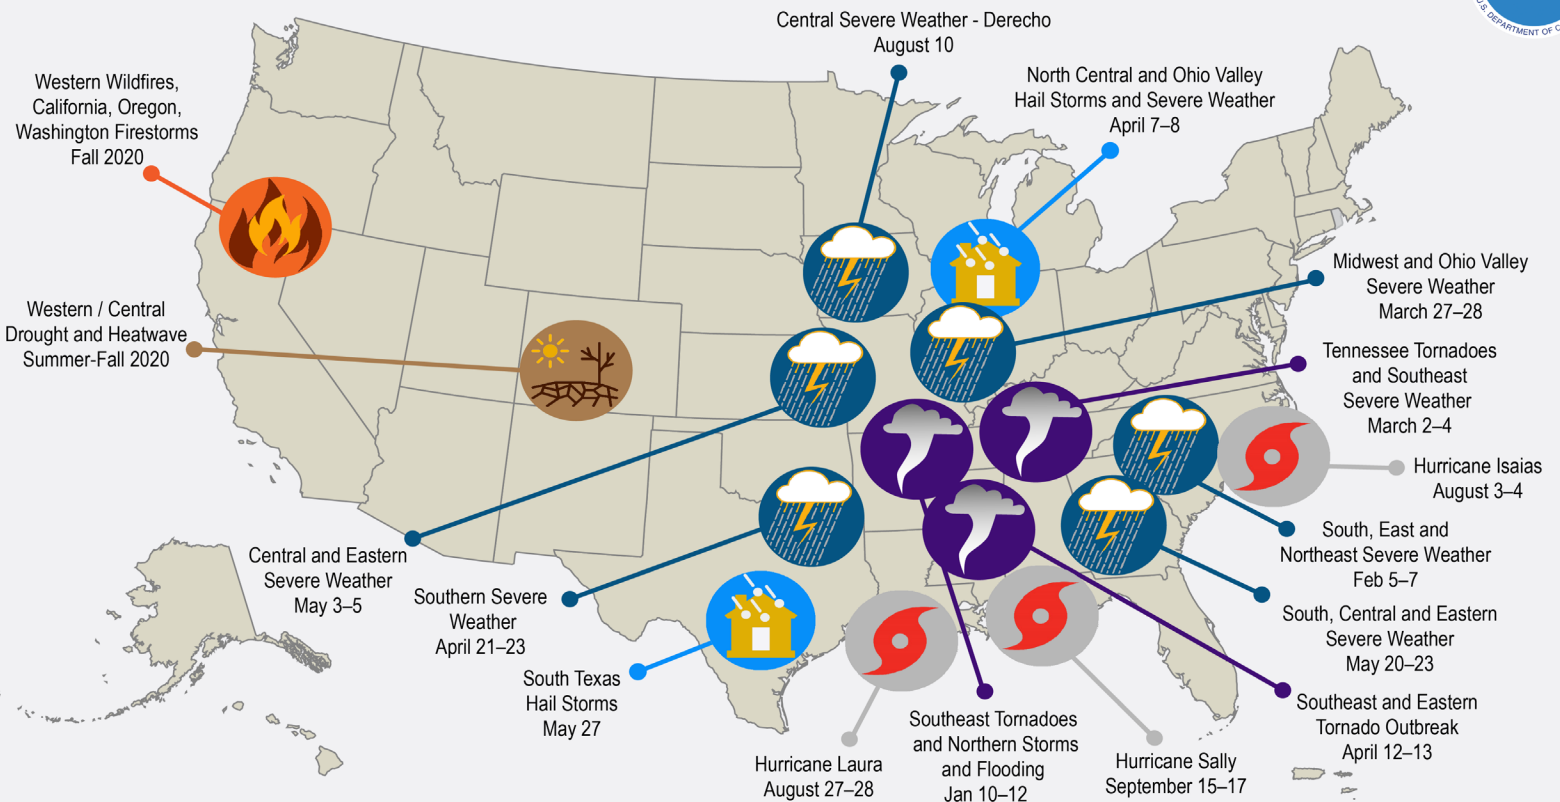 U.S. DEPARTMENT OF C
Central Severe Weather - Derecho
August 10
Western Wildfires,
California, Oregon,
Washington Firestorms
Fall 2020
North Central and Ohio Valley
Hail Storms and Severe Weather
April 7–8
Midwest and Ohio Valley
Severe Weather
March 27–28
Western / Central
Drought and Heatwave
Summer-Fall 2020
Tennessee Tornadoes
and Southeast
Severe Weather
March 2–4
Hurricane Isaias
August 3–4
South, East and
Northeast Severe Weather
Feb 5–7
Central and Eastern
Severe Weather
May 3–5
Southern Severe
Weather
April 21–23
South, Central and Eastern
Severe Weather
May 20–23
South Texas
Hail Storms
May 27
Southeast and Eastern
Tornado Outbreak
April 12–13
Hurricane Laura
August 27–28
Southeast Tornadoes
and Northern Storms
and Flooding
Jan 10–12
Hurricane Sally
September 15–17